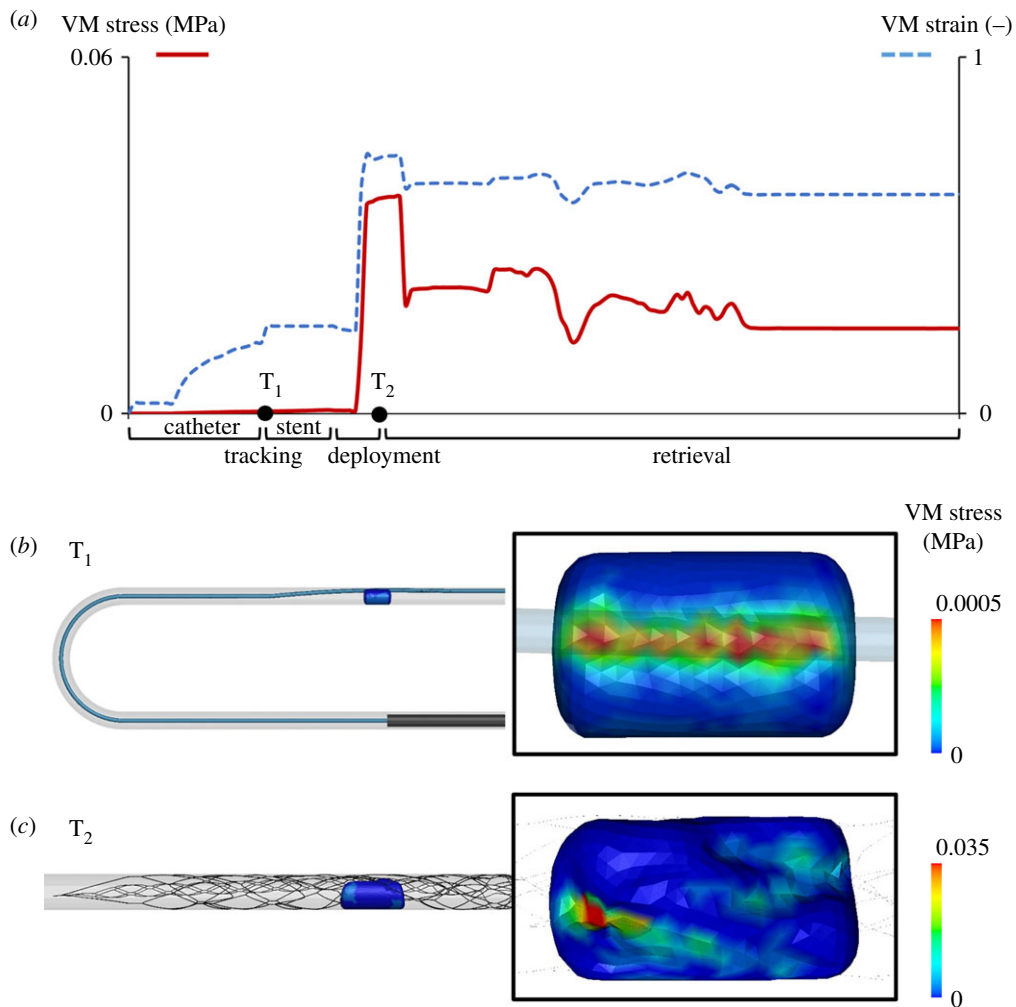 (a)
VM stress (MPa)
VM strain (–)
0.06
1
T1
T2
0
0
catheter
stent
tracking
deployment
retrieval
VM stress
(MPa)
(b)
T1
0.0005
0
(c)
T2
0.035
0